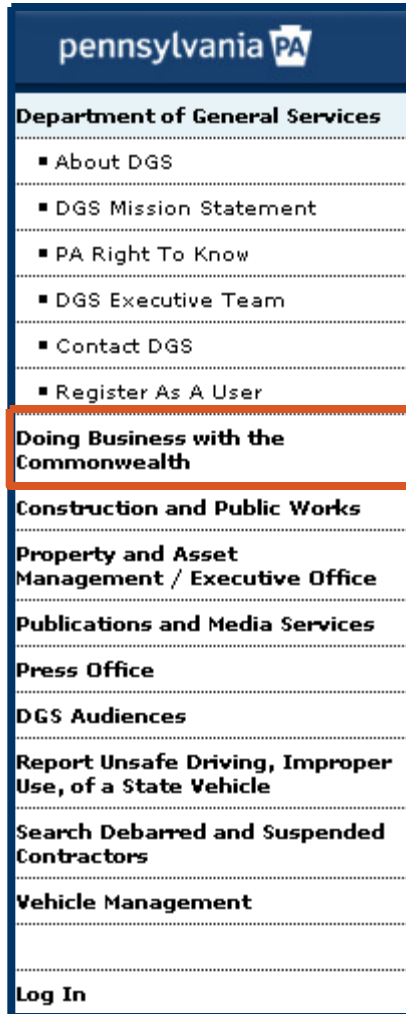 pennsylvania PA
Department of General Services
▪ About DGS
▪ DGS Mission Statement
▪ PA Right To Know
▪ DGS Executive Team
▪ Contact DGS
▪ Register As A User
Doing Business with the
Commonwealth
Construction and Public Works
Property and Asset
Management / Executive Office
Publications and Media Services
Press Office
DGS Audiences
Report Unsafe Driving, Improper
Use, of a State Vehicle
Search Debarred and Suspended
Contractors
Vehicle Management
Log In